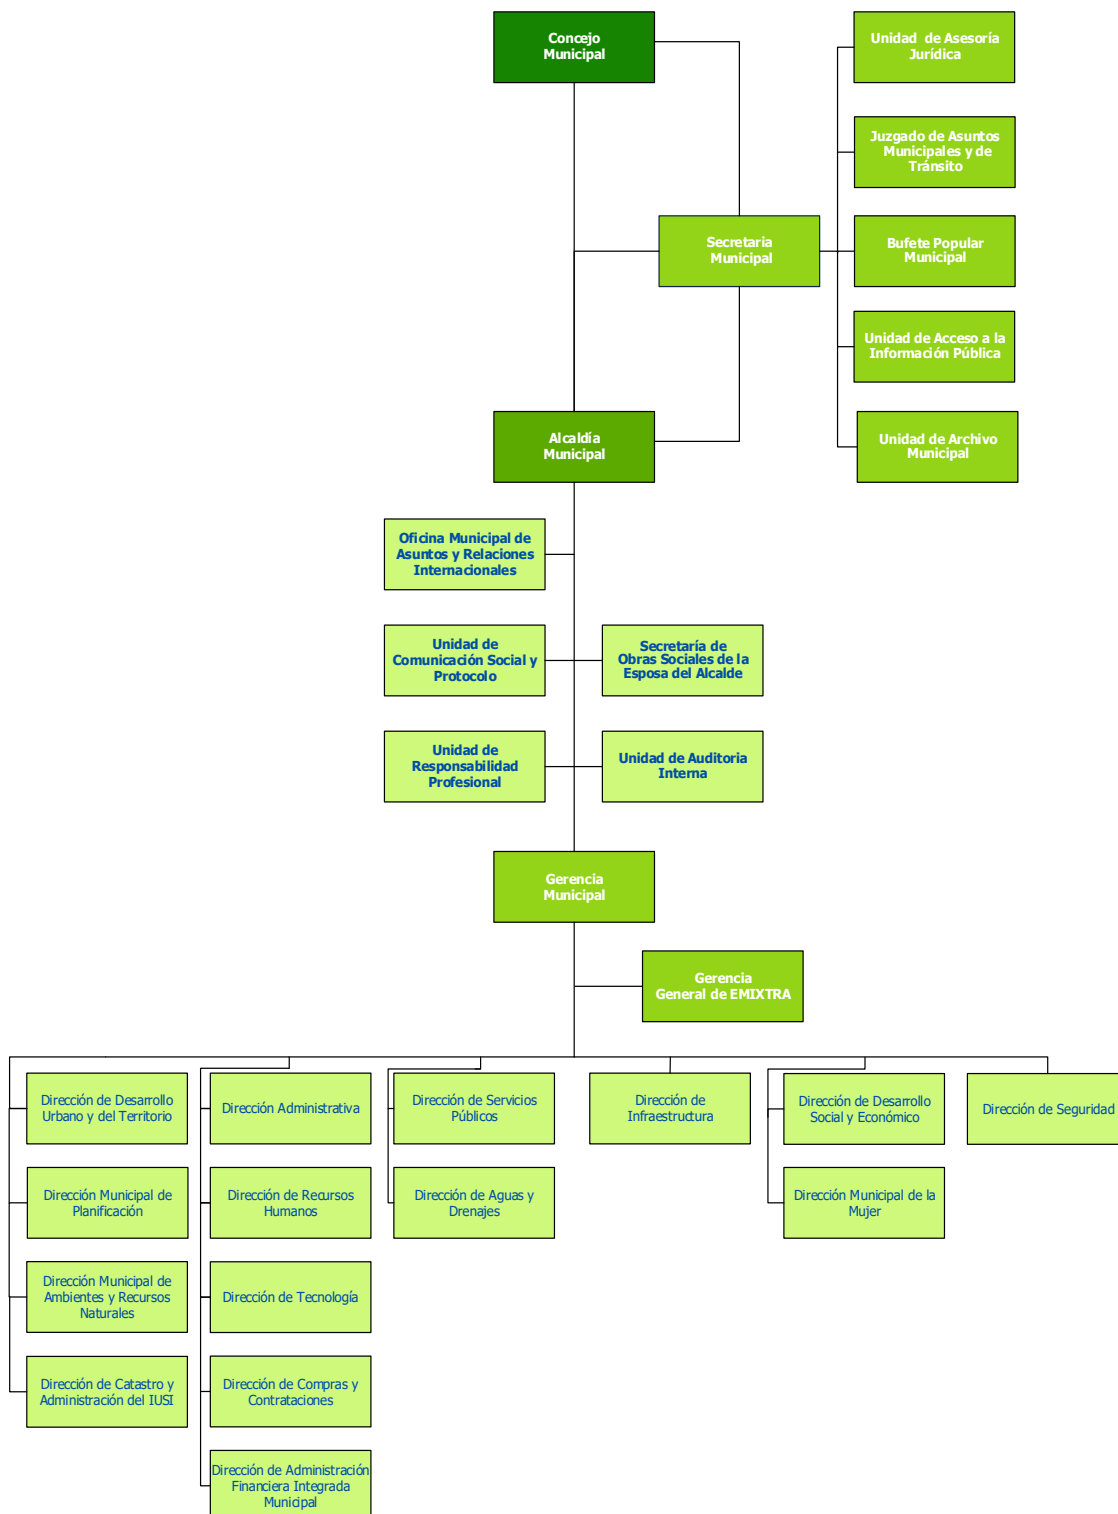 Concejo
Municipal
Unidad de Asesoría
Jurídica
Juzgado de Asuntos
Municipales y de
Tránsito
Secretaria
Municipal
Bufete Popular
Municipal
Unidad de Acceso a la
Información Pública
Alcaldía
Municipal
Unidad de Archivo
Municipal
Oficina Municipal de
Asuntos y Relaciones
Internacionales
Unidad de
Comunicación Social y
Protocolo
Secretaría de
Obras Sociales de la
Esposa del Alcalde
Unidad de
Responsabilidad
Profesional
Unidad de Auditoria
Interna
Gerencia
Municipal
Gerencia
General de EMIXTRA
Dirección de Desarrollo
Urbano y del Territorio
Dirección Administrativa
Dirección de Servicios
Públicos
Dirección de
Infraestructura
Dirección de Desarrollo
Social y Económico
Dirección de Seguridad
Dirección Municipal de
Planificación
Dirección de Recursos
Humanos
Dirección de Aguas y
Drenajes
Dirección Municipal de la
Mujer
Dirección Municipal de
Ambientes y Recursos
Naturales
Dirección de Tecnología
Dirección de Catastro y
Administración del IUSI
Dirección de Compras y
Contrataciones
Dirección de Administración
Financiera Integrada
Municipal